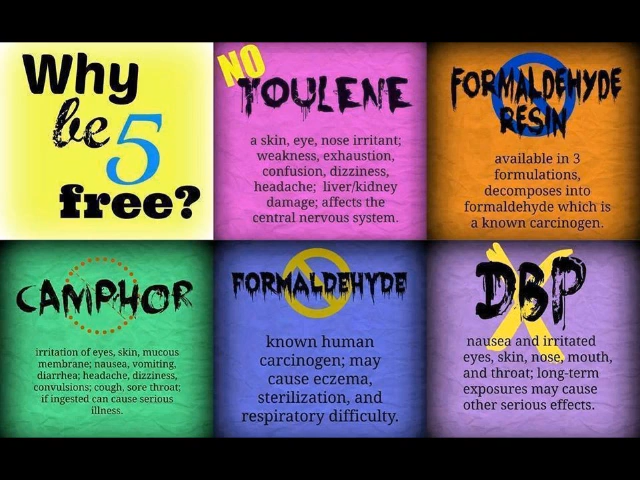 Why
be 5
free?
NO
TOULENE
a skin, eye, nose irritant;
weakness, exhaustion,
confusion, dizziness,
headache; liver/kidney
damage; affects the
central nervous system.
FORMALDEHYDE
RESIN
available in 3
formulations,
decomposes into
formaldehyde which is
a known carcinogen.
CAMPHOR
irritation of eyes, skin, mucous
membrane; nausea, vomiting,
diarrhea; headache, dizziness,
convulsions; cough, sore throat;
if ingested can cause serious
illness.
FORMALDEHYDE
known human
carcinogen; may
cause eczema,
sterilization, and
respiratory difficulty.
DBP
nausea and irritated
eyes, skin, nose, mouth,
and throat; long-term
exposures may cause
other serious effects.